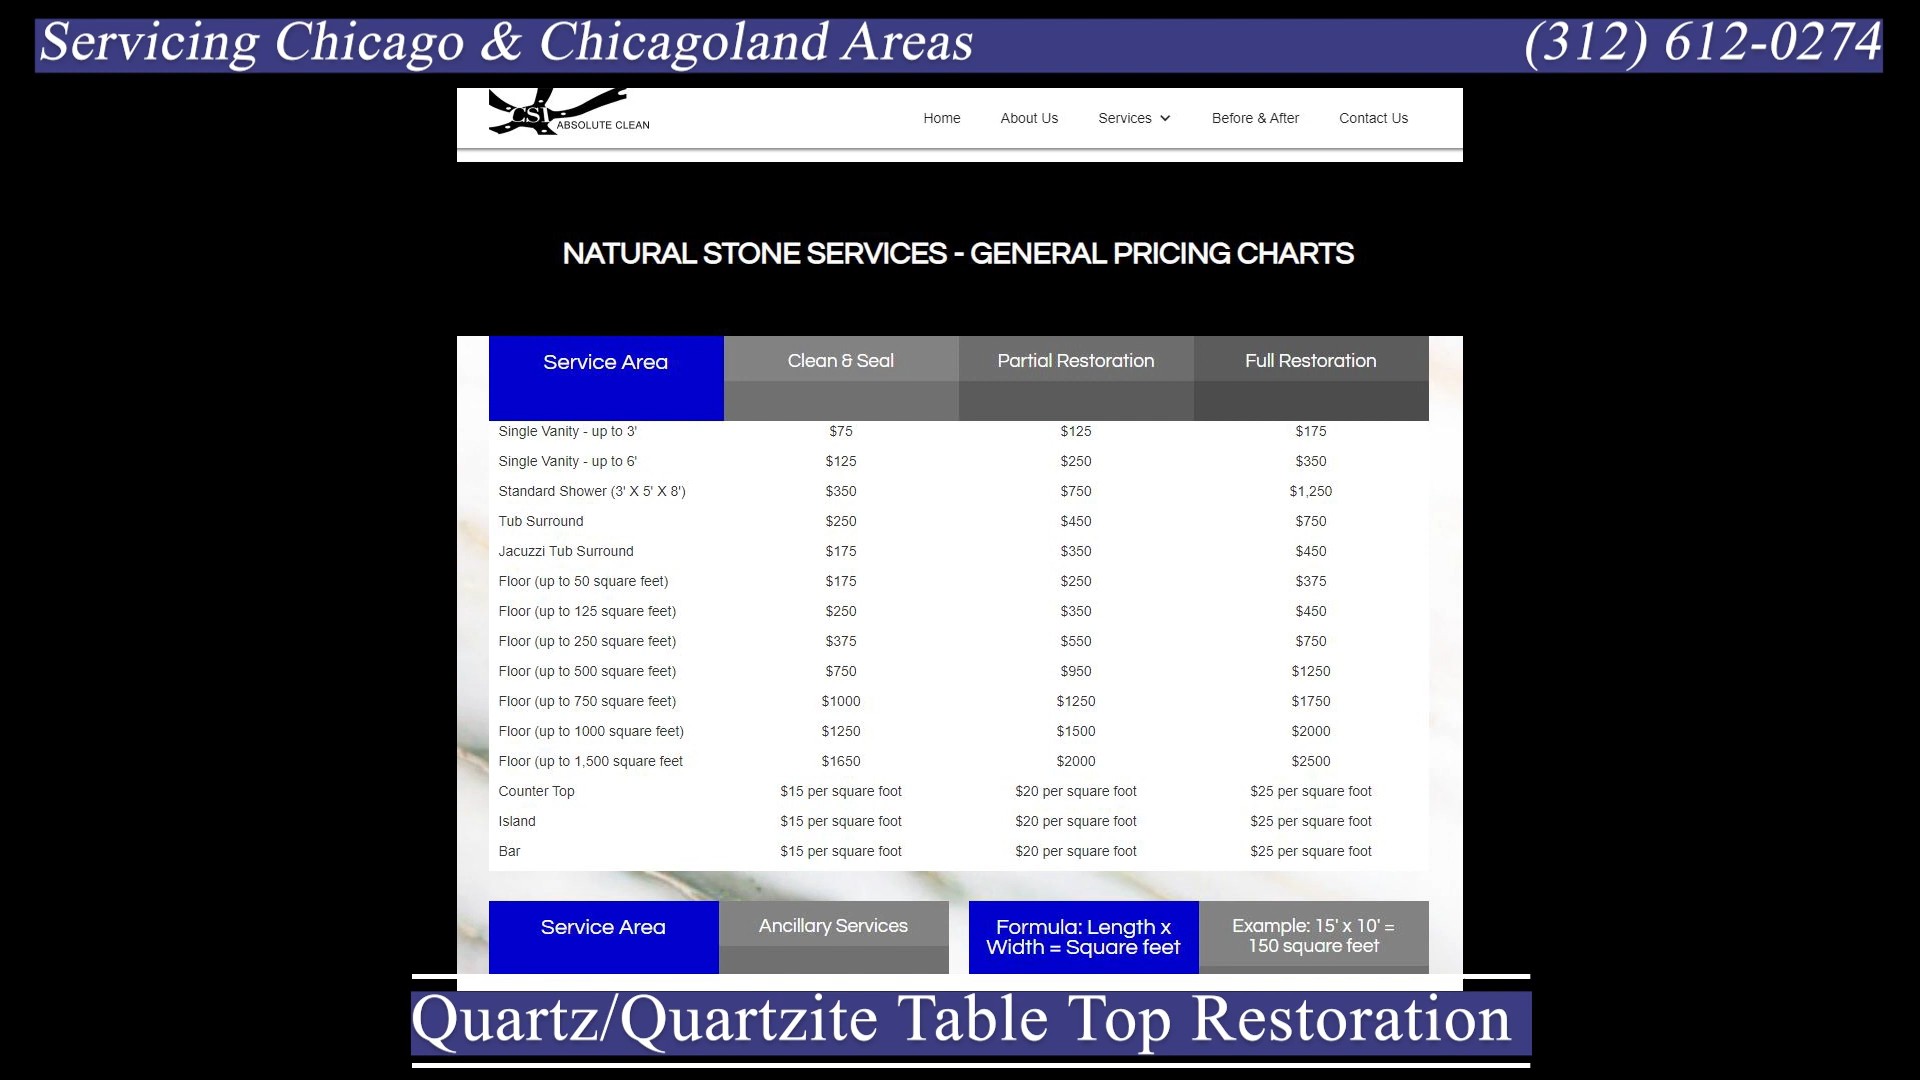 Servicing Chicago & Chicagoland Areas (312) 612-0274
CSI ABSOLUTE CLEAN Home About Us Services Before & After Contact Us
NATURAL STONE SERVICES - GENERAL PRICING CHARTS
Service Area Clean & Seal Partial Restoration Full Restoration
Single Vanity - up to 3' $75 $125 $175
Single Vanity - up to 6' $125 $250 $350
Standard Shower (3' X 5' X 8') $350 $750 $1,250
Tub Surround $250 $450 $750
Jacuzzi Tub Surround $175 $350 $450
Floor (up to 50 square feet) $175 $250 $375
Floor (up to 125 square feet) $250 $350 $450
Floor (up to 250 square feet) $375 $550 $750
Floor (up to 500 square feet) $750 $950 $1250
Floor (up to 750 square feet) $1000 $1250 $1750
Floor (up to 1000 square feet) $1250 $1500 $2000
Floor (up to 1,500 square feet $1650 $2000 $2500
Counter Top $15 per square foot $20 per square foot $25 per square foot
Island $15 per square foot $20 per square foot $25 per square foot
Bar $15 per square foot $20 per square foot $25 per square foot
Service Area Ancillary Services
Formula: Length x
Width = Square feet
Example: 15' x 10' =
150 square feet
Quartz/Quartzite Table Top Restoration